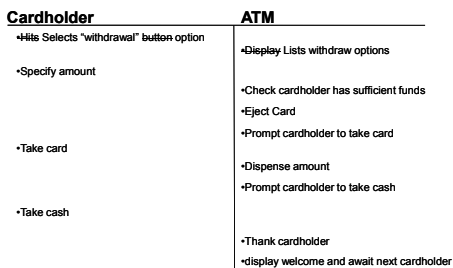 Cardholder ATM
•Hits Selects “withdrawal” button option
•Display Lists withdraw options
•Specify amount
•Check cardholder has sufficient funds
•Eject Card
•Prompt cardholder to take card
•Take card
•Dispense amount
•Prompt cardholder to take cash
•Take cash
•Thank cardholder
•display welcome and await next cardholder